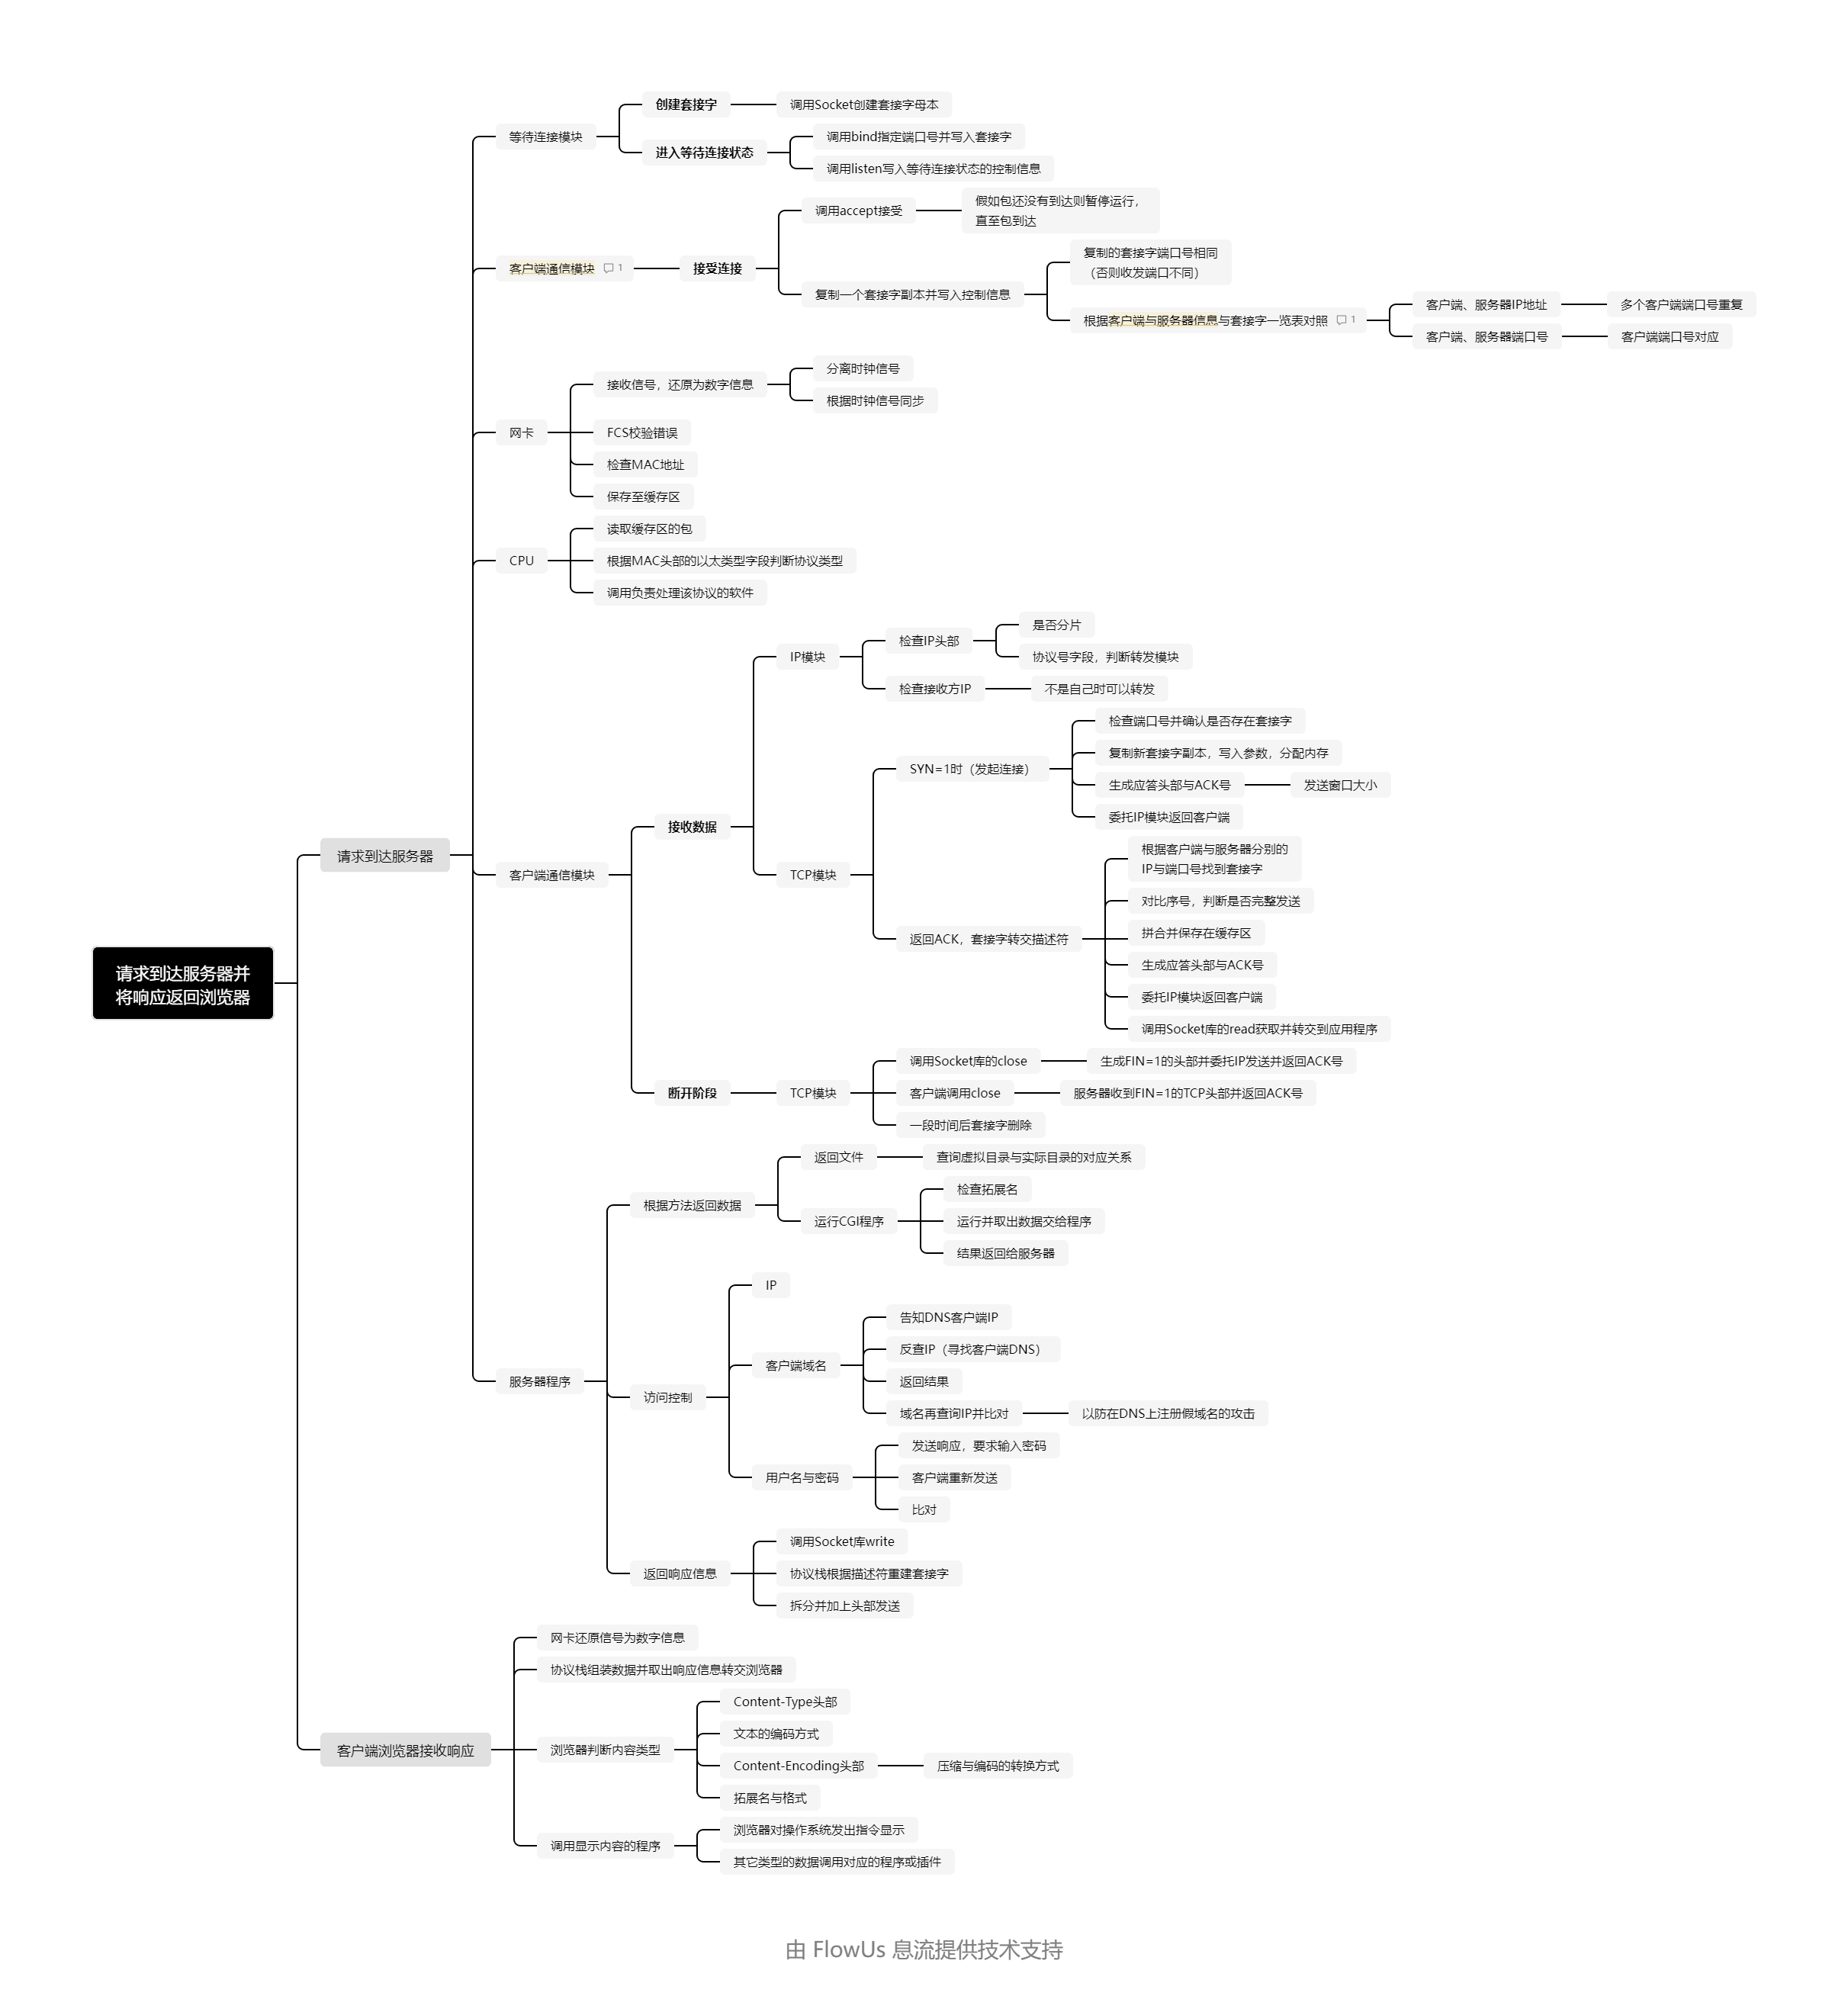 请求到达服务器并
将响应返回浏览器
请求到达服务器
等待连接模块
创建套接字
调用Socket创建套接字母本
进入等待连接状态
调用bind指定端口号并写入套接字
调用listen写入等待连接状态的控制信息
客户端通信模块 1
接受连接
调用accept接受
假如包还没有到达则暂停运行，
直至包到达
复制一个套接字副本并写入控制信息
复制的套接字端口号相同
（否则收发端口不同）
根据客户端与服务器信息与套接字一览表对照 1
客户端、服务器IP地址
多个客户端端口号重复
客户端、服务器端口号
客户端端口号对应
网卡
接收信号，还原为数字信息
分离时钟信号
根据时钟信号同步
FCS校验错误
检查MAC地址
保存至缓存区
CPU
读取缓存区的包
根据MAC头部的以太类型字段判断协议类型
调用负责处理该协议的软件
客户端通信模块
接收数据
IP模块
检查IP头部
是否分片
协议号字段，判断转发模块
检查接收方IP
不是自己时可以转发
TCP模块
SYN=1时（发起连接）
检查端口号并确认是否存在套接字
复制新套接字副本，写入参数，分配内存
生成应答头部与ACK号
发送窗口大小
委托IP模块返回客户端
返回ACK，套接字转交描述符
根据客户端与服务器分别的
IP与端口号找到套接字
对比序号，判断是否完整发送
拼合并保存在缓存区
生成应答头部与ACK号
委托IP模块返回客户端
调用Socket库的read获取并转交到应用程序
断开阶段
TCP模块
调用Socket库的close
生成FIN=1的头部并委托IP发送并返回ACK号
客户端调用close
服务器收到FIN=1的TCP头部并返回ACK号
一段时间后套接字删除
服务器程序
根据方法返回数据
返回文件
查询虚拟目录与实际目录的对应关系
运行CGI程序
检查拓展名
运行并取出数据交给程序
结果返回给服务器
访问控制
IP
客户端域名
告知DNS客户端IP
反查IP（寻找客户端DNS）
返回结果
域名再查询IP并比对
以防在DNS上注册假域名的攻击
用户名与密码
发送响应，要求输入密码
客户端重新发送
比对
返回响应信息
调用Socket库write
协议栈根据描述符重建套接字
拆分并加上头部发送
客户端浏览器接收响应
网卡还原信号为数字信息
协议栈组装数据并取出响应信息转交浏览器
浏览器判断内容类型
Content-Type头部
文本的编码方式
Content-Encoding头部
压缩与编码的转换方式
拓展名与格式
调用显示内容的程序
浏览器对操作系统发出指令显示
其它类型的数据调用对应的程序或插件
由 FlowUs 息流提供技术支持